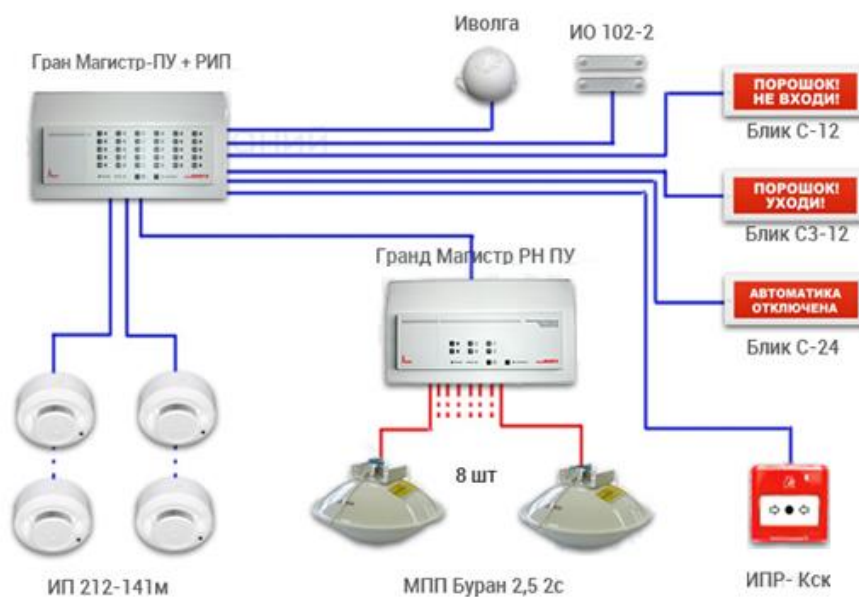 Иволга
ИО 102-2
Гран Магистр-ПУ + РИП
ПОРОШОК!
НЕ ВХОДИ!
Блик С-12
ПОРОШОК!
УХОДИ!
Блик СЗ-12
Гранд Магистр РН ПУ
АВТОМАТИКА
ОТКЛЮЧЕНА
Блик С-24
8 шт
ИП 212-141м
МПП Буран 2,5 2с
ИПР- Кск